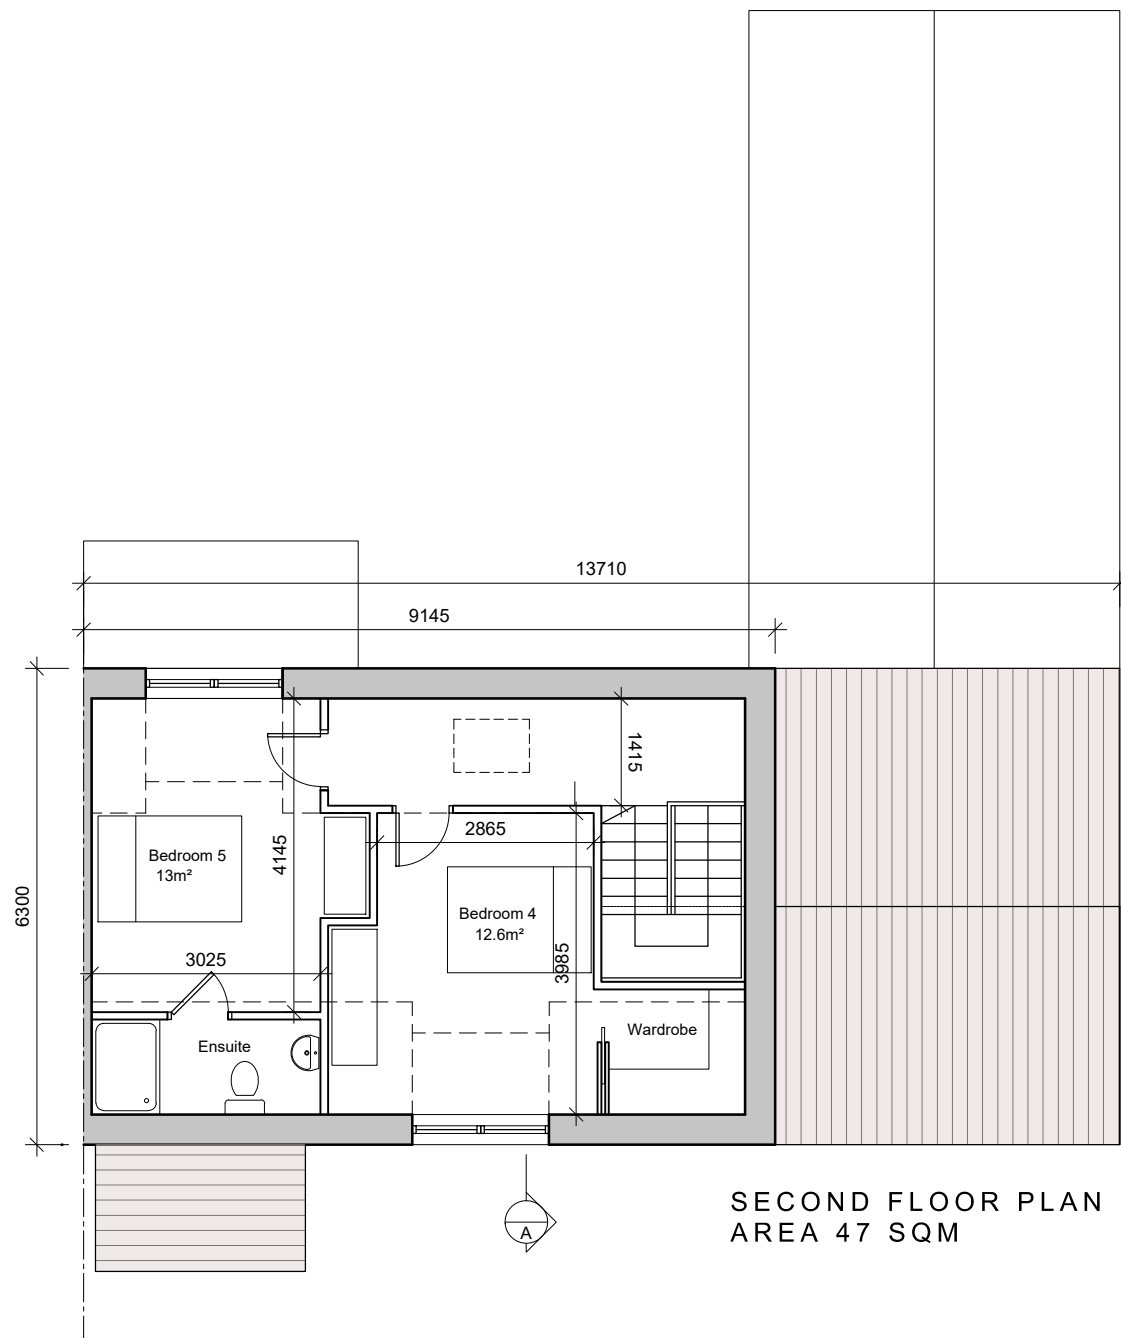 13710
9145
1415
2865
Bedroom 5
13m²
4145
6300
Bedroom 4
12.6m²
3985
3025
Ensuite
Wardrobe
SECOND FLOOR PLAN
AREA 47 SQM
A